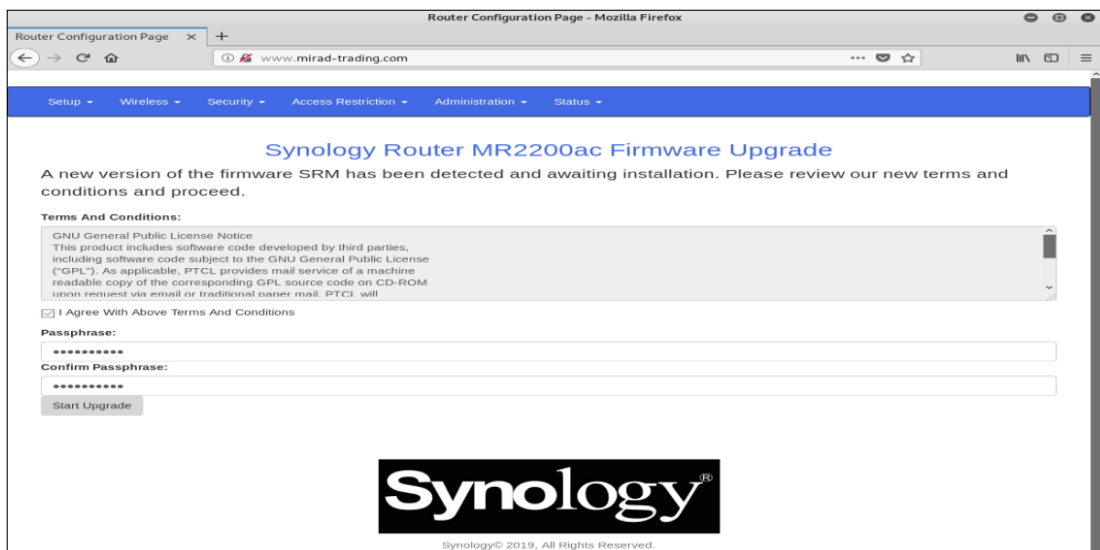 Router Configuration Page - Mozilla Firefox
Router Configuration Page × +
www.mirad-trading.com
Setup Wireless Security Access Restriction Administration Status
Synology Router MR2200ac Firmware Upgrade
A new version of the firmware SRM has been detected and awaiting installation. Please review our new terms and
conditions and proceed.
Terms And Conditions:
GNU General Public License Notice
This product includes software code developed by third parties,
including software code subject to the GNU General Public License
("GPL"). As applicable, PTCL provides mail service of a machine
readable copy of the corresponding GPL source code on CD-ROM
upon request via email or traditional paper mail. PTCL will
I Agree With Above Terms And Conditions
Passphrase:
••••••••••
Confirm Passphrase:
••••••••••
Start Upgrade
Synology®
Synology© 2019, All Rights Reserved.